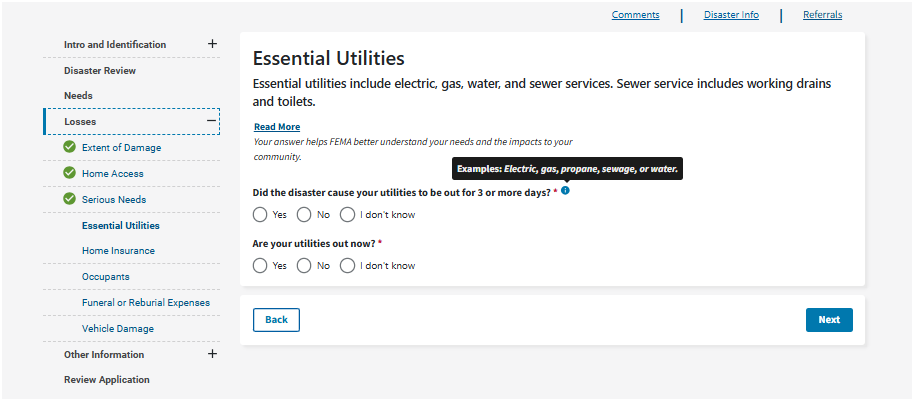 Comments | Disaster Info | Referrals
Intro and Identification +
Disaster Review
Needs
Losses −
Extent of Damage
Home Access
Serious Needs
Essential Utilities
Home Insurance
Occupants
Funeral or Reburial Expenses
Vehicle Damage
Other Information +
Review Application
Essential Utilities
Essential utilities include electric, gas, water, and sewer services. Sewer service includes working drains
and toilets.
Read More
Your answer helps FEMA better understand your needs and the impacts to your
community.
Examples: Electric, gas, propane, sewage, or water.
Did the disaster cause your utilities to be out for 3 or more days? * i
Yes No I don't know
Are your utilities out now? *
Yes No I don't know
Back Next